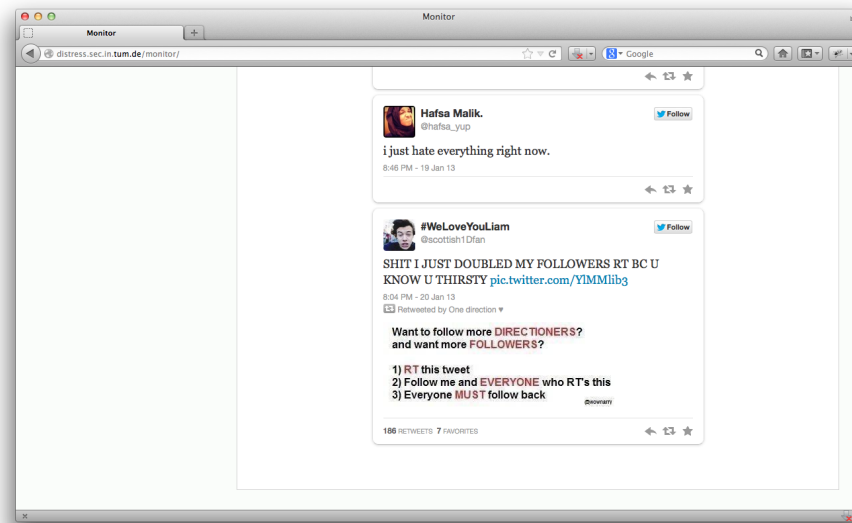 Monitor
Monitor
distress.sec.in.tum.de/monitor/
Google
Hafsa Malik.
@hafsa_yup
Follow
i just hate everything right now.
8:46 PM - 19 Jan 13
#WeLoveYouLiam
@scottish1Dfan
Follow
SHIT I JUST DOUBLED MY FOLLOWERS RT BC U
KNOW U THIRSTY pic.twitter.com/YlMMlib3
8:04 PM - 20 Jan 13
Retweeted by One direction ♥
Want to follow more DIRECTIONERS?
and want more FOLLOWERS?
1) RT this tweet
2) Follow me and EVERYONE who RT's this
3) Everyone MUST follow back
186 RETWEETS 7 FAVORITES